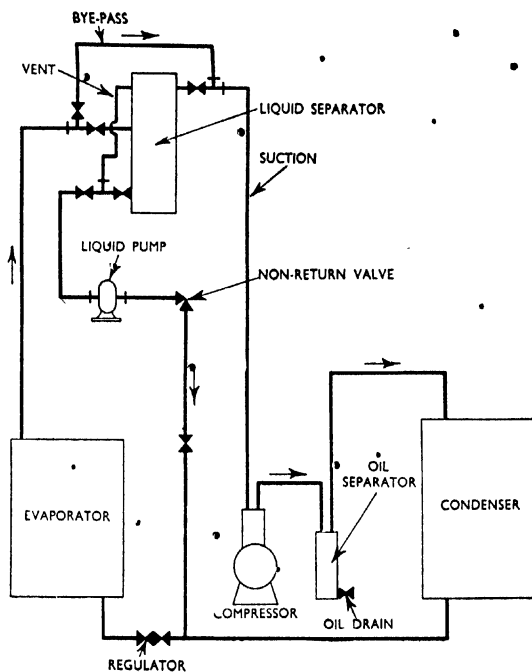 BYE-PASS
VENT
LIQUID SEPARATOR
SUCTION
LIQUID PUMP
NON-RETURN VALVE
EVAPORATOR
OIL
SEPARATOR
CONDENSER
COMPRESSOR
OIL DRAIN
REGULATOR